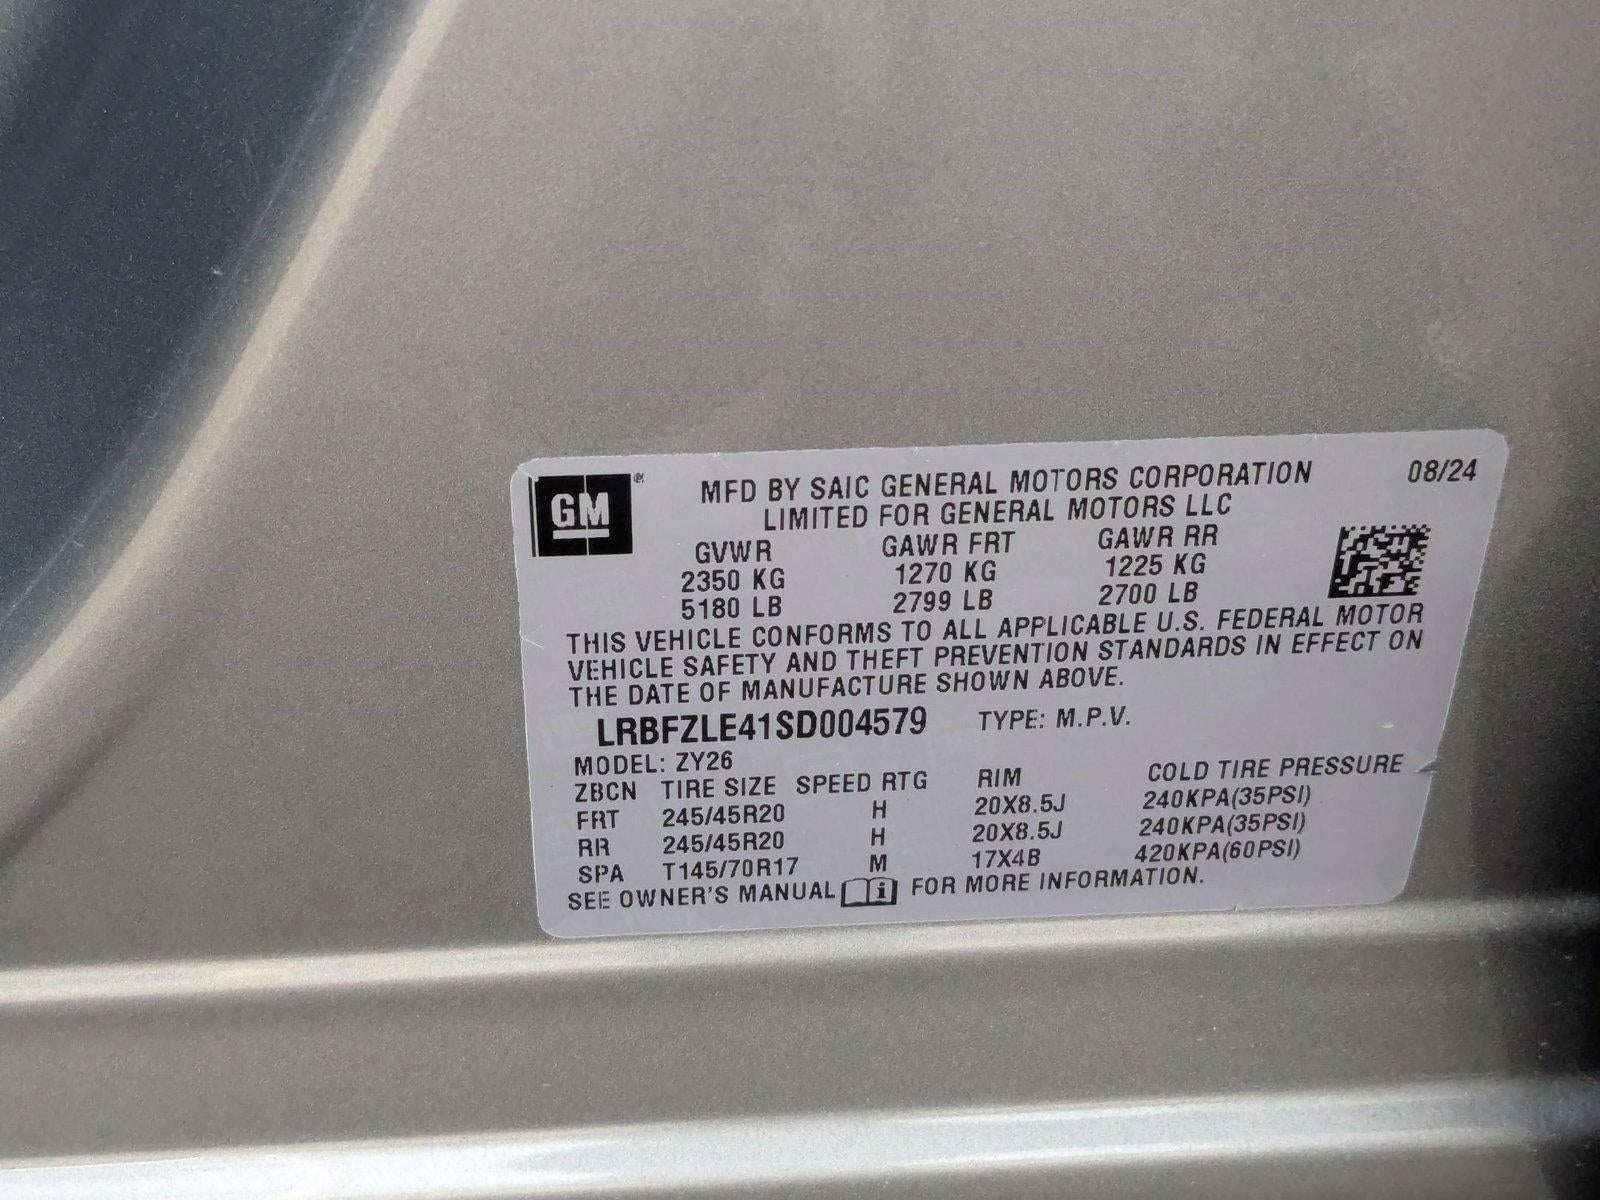 GM®
MFD BY SAIC GENERAL MOTORS CORPORATION 08/24
LIMITED FOR GENERAL MOTORS LLC
GVWR GAWR FRT GAWR RR
2350 KG 1270 KG 1225 KG
5180 LB 2799 LB 2700 LB
THIS VEHICLE CONFORMS TO ALL APPLICABLE U.S. FEDERAL MOTOR
VEHICLE SAFETY AND THEFT PREVENTION STANDARDS IN EFFECT ON
THE DATE OF MANUFACTURE SHOWN ABOVE.
LRBFZLE41SD004579 TYPE: M.P.V.
MODEL: ZY26
ZBCN TIRE SIZE SPEED RTG RIM COLD TIRE PRESSURE
FRT 245/45R20 H 20X8.5J 240KPA(35PSI)
RR 245/45R20 H 20X8.5J 240KPA(35PSI)
SPA T145/70R17 M 17X4B 420KPA(60PSI)
SEE OWNER'S MANUAL i FOR MORE INFORMATION.